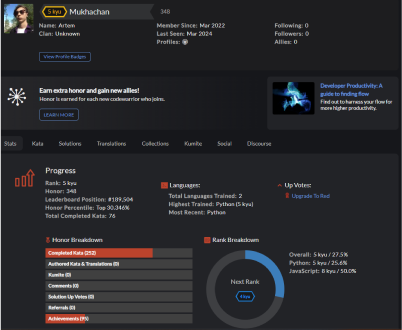 5 kyu Mukhachan 348
Name: Artem
Clan: Unknown
Member Since: Mar 2022
Last Seen: Mar 2024
Profiles:
Following: 0
Followers: 0
Allies: 0
View Profile Badges
Earn extra honor and gain new allies!
Honor is earned for each new codewarrior who joins.
LEARN MORE
Developer Productivity: A
guide to finding flow
Find out to harness your flow for
more higher productivity.
Stats Kata Solutions Translations Collections Kumite Social Discourse
Progress
Rank: 5 kyu
Honor: 348
Leaderboard Position: #189,504
Honor Percentile: Top 30.346%
Total Completed Kata: 76
Languages:
Total Languages Trained: 2
Highest Trained: Python (5 kyu)
Most Recent: Python
Up Votes:
Upgrade To Red
Honor Breakdown
Completed Kata (252)
Authored Kata & Translations (0)
Kumite (0)
Comments (0)
Solution Up Votes (0)
Referrals (0)
Achievements (95)
Rank Breakdown
Next Rank
4 kyu
Overall: 5 kyu / 27.5%
Python: 5 kyu / 25.6%
JavaScript: 8 kyu / 50.0%